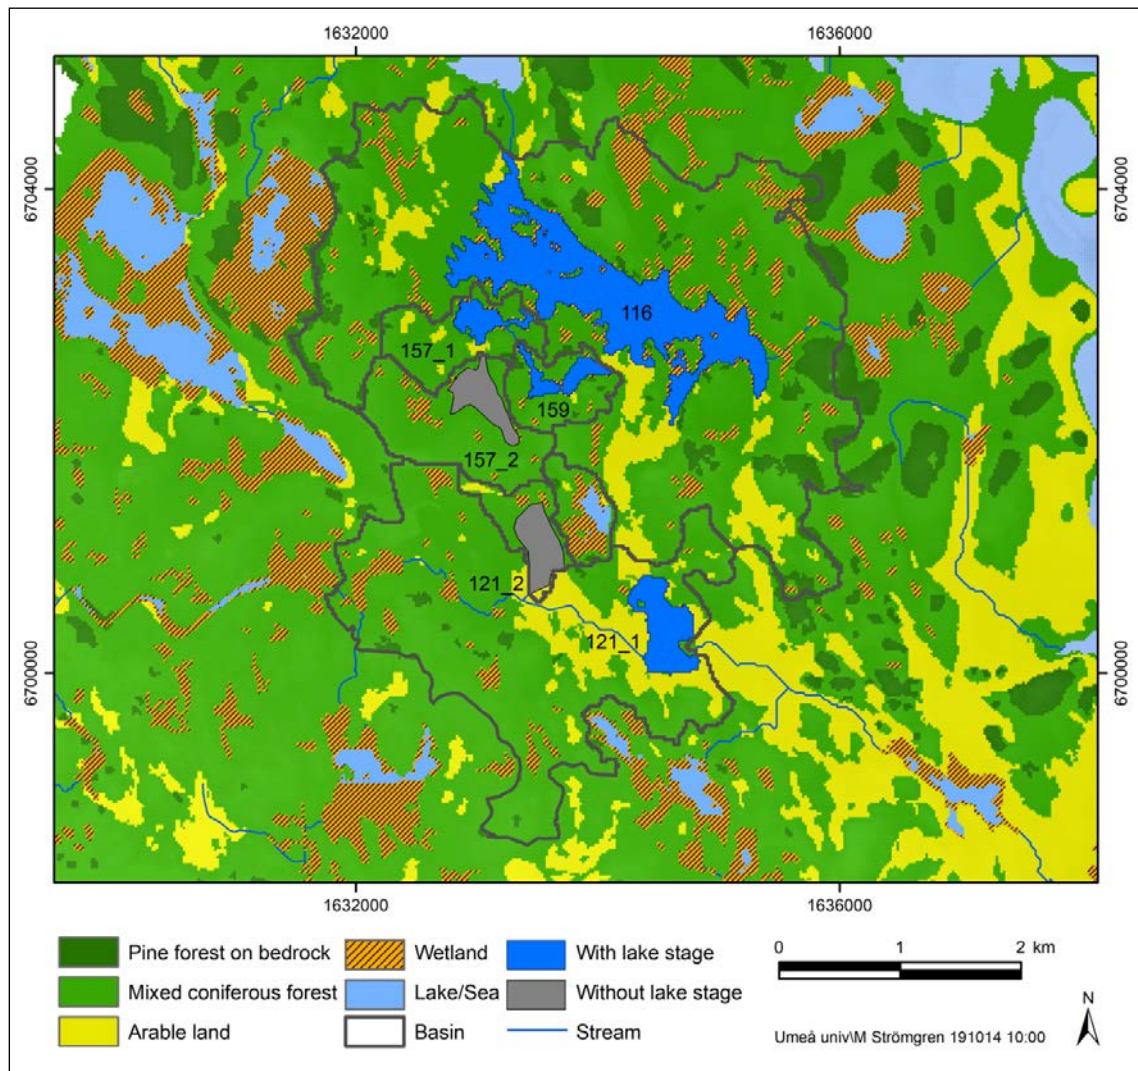 1632000 1636000
6704000 6704000
116
157_1
159
157_2
121_2
121_1
6700000 6700000
1632000 1636000
Pine forest on bedrock Wetland With lake stage 0 1 2 km
Mixed coniferous forest Lake/Sea Without lake stage
Arable land Basin Stream
N
Umeå univ\M Strömgren 191014 10:00